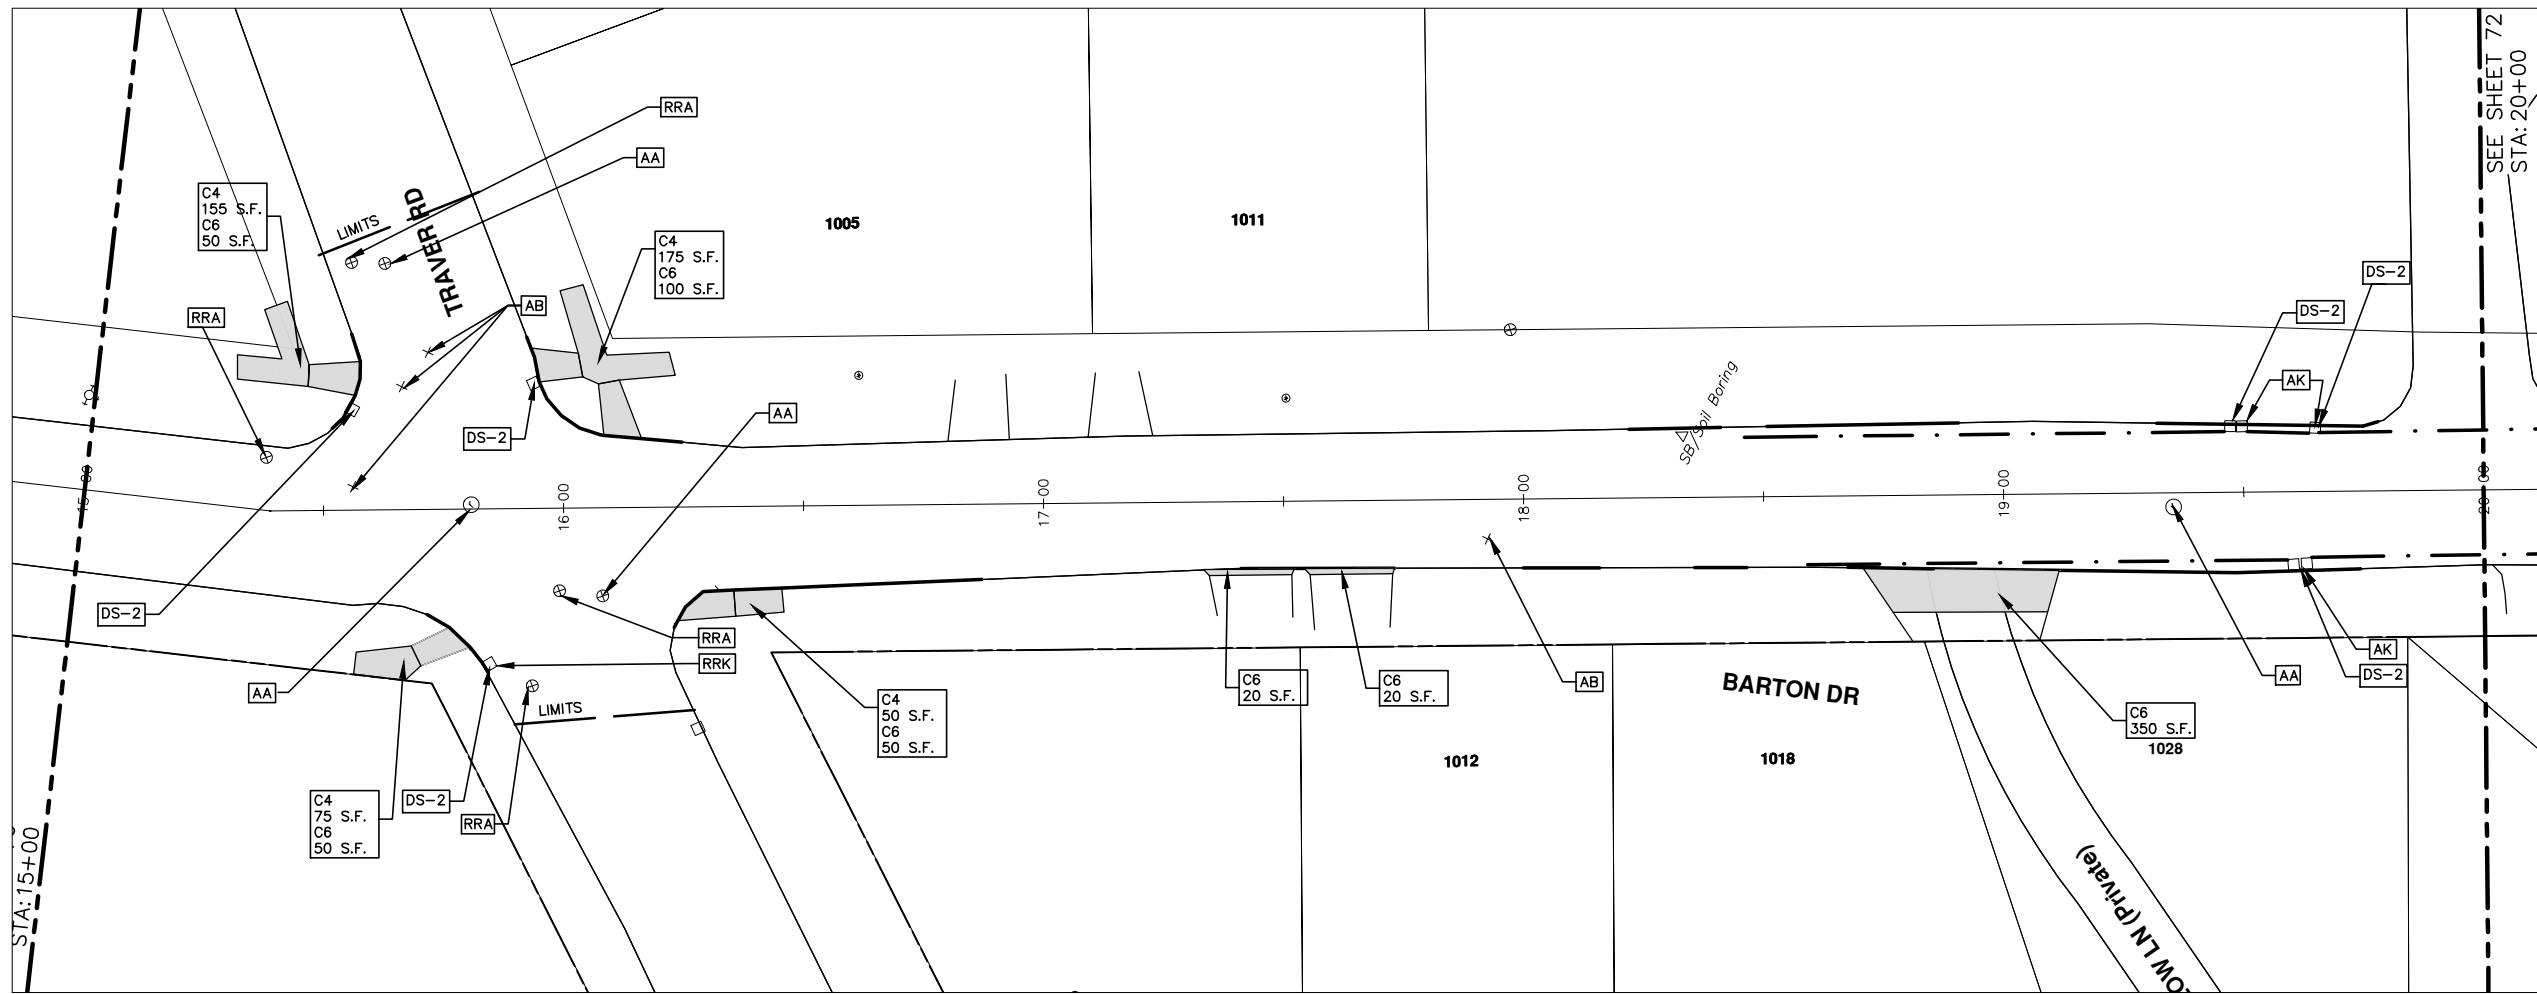 SEE SHEET 72
STA:20+00
RRA
AA
C4
155 S.F.
C6
50 S.F.
LIMITS
TRAVER RD
1005
1011
C4
175 S.F.
C6
100 S.F.
DS-2
DS-2
RRA
AB
AK
AA
DS-2
SB/Soil Boring
15+00
16+00
17+00
18+00
19+00
20+00
DS-2
RRA
RRK
AA
LIMITS
C4
50 S.F.
C6
50 S.F.
C6
20 S.F.
C6
20 S.F.
AB
BARTON DR
AK
DS-2
AA
C6
350 S.F.
1028
1012
1018
C4
75 S.F.
C6
50 S.F.
DS-2
RRA
STA:15+00
LOW LN (Private)